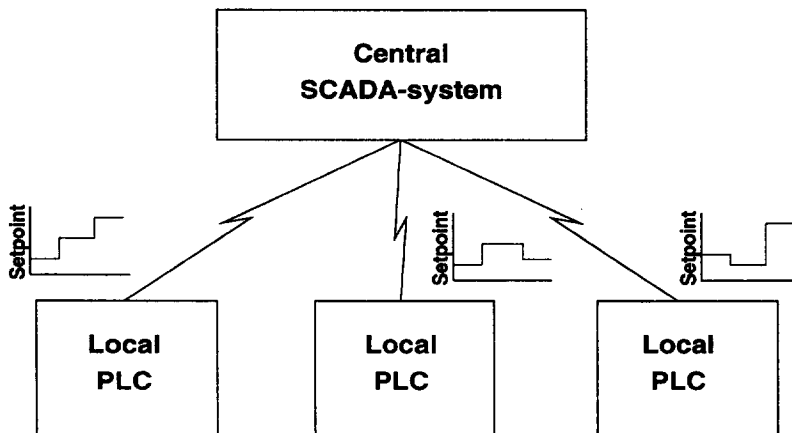 Central
SCADA-system
Setpoint
Setpoint
Setpoint
Local
PLC
Local
PLC
Local
PLC